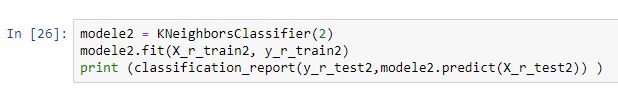 In [26]: modele2 = KNeighborsClassifier(2)
modele2.fit(X_r_train2, y_r_train2)
print (classification_report(y_r_test2,modele2.predict(X_r_test2)) )